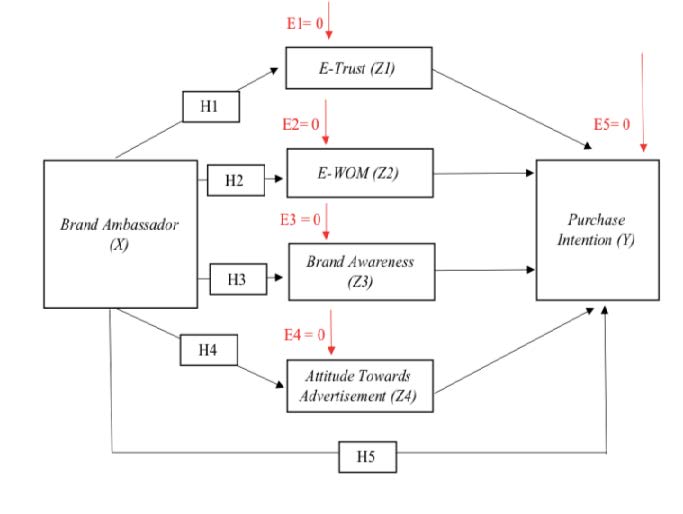 E1= 0
E-Trust (Z1)
H1
E2= 0
E5= 0
H2
E-WOM (Z2)
E3 = 0
Brand Ambassador
(X)
Purchase
Intention (Y)
H3
Brand Awareness
(Z3)
E4 = 0
H4
Attitude Towards
Advertisement (Z4)
H5